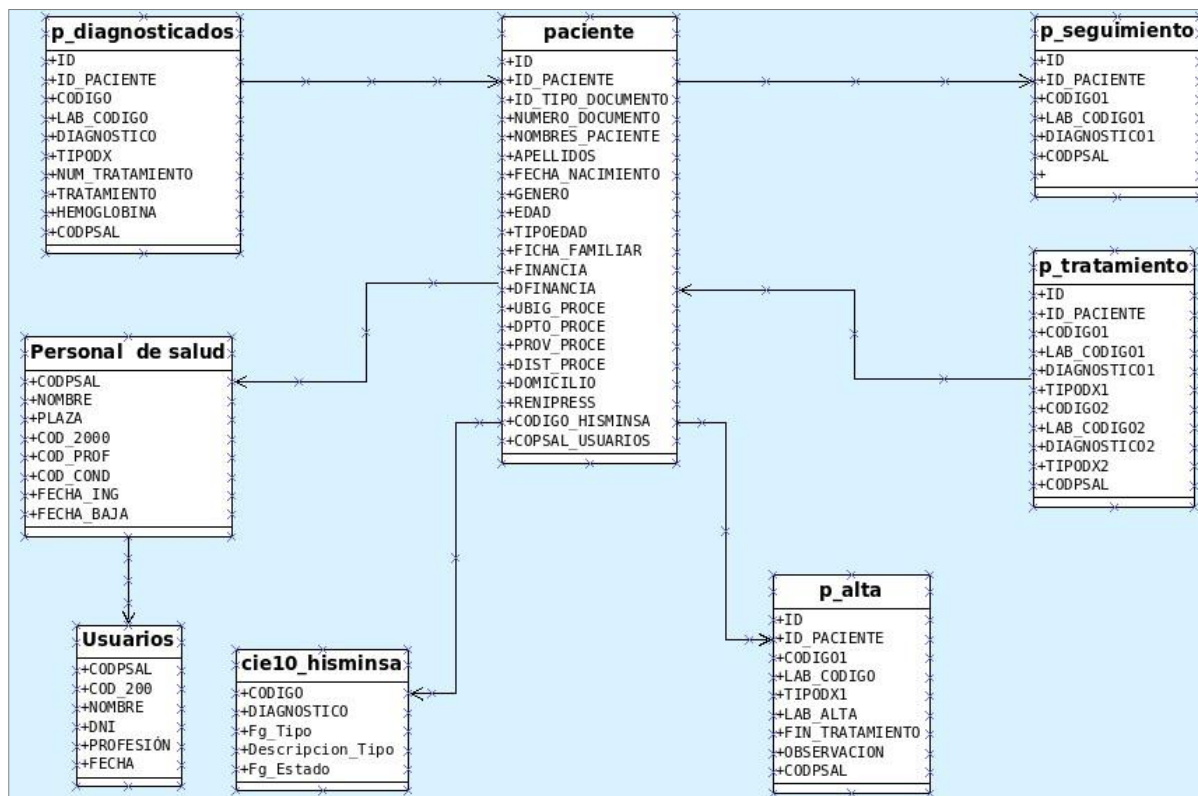 p_diagnosticados
+ID
+ID_PACIENTE
+CODIGO
+LAB_CODIGO
+DIAGNOSTICO
+TIPODX
+NUM_TRATAMIENTO
+TRATAMIENTO
+HEMOGLOBINA
+CODPSAL
paciente
+ID
+ID_PACIENTE
+ID_TIPO_DOCUMENTO
+NUMERO_DOCUMENTO
+NOMBRES_PACIENTE
+APELLIDOS
+FECHA_NACIMIENTO
+GENERO
+EDAD
+TIPOEDAD
+FICHA_FAMILIAR
+FINANCIA
+DFINANCIA
+UBIG_PROCE
+DPTO_PROCE
+PROV_PROCE
+DIST_PROCE
+DOMICILIO
+RENIPRESS
+CODIGO_HISMINSA
+COPSAL_USUARIOS
p_seguimiento
+ID
+ID_PACIENTE
+CODIGO1
+LAB_CODIGO1
+DIAGNOSTICO1
+CODPSAL
+
p_tratamiento
+ID
+ID_PACIENTE
+CODIGO1
+LAB_CODIGO1
+DIAGNOSTICO1
+TIPODX1
+CODIGO2
+LAB_CODIGO2
+DIAGNOSTICO2
+TIPODX2
+CODPSAL
Personal de salud
+CODPSAL
+NOMBRE
+PLAZA
+COD_2000
+COD_PROF
+COD_COND
+FECHA_ING
+FECHA_BAJA
Usuarios
+CODPSAL
+COD_200
+NOMBRE
+DNI
+PROFESIÓN
+FECHA
cie10_hisminsa
+CODIGO
+DIAGNOSTICO
+Fg_Tipo
+Descripcion_Tipo
+Fg_Estado
p_alta
+ID
+ID_PACIENTE
+CODIGO1
+LAB_CODIGO
+TIPODX1
+LAB_ALTA
+FIN_TRATAMIENTO
+OBSERVACION
+CODPSAL